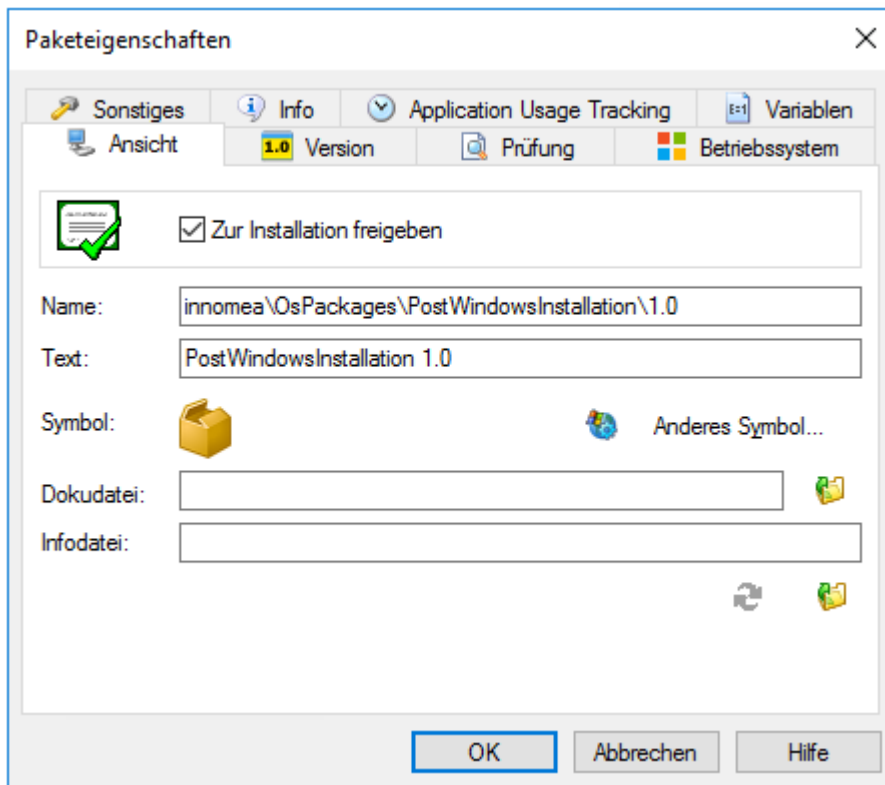 Paketeigenschaften
Sonstiges Info Application Usage Tracking E=1 Variablen
Ansicht 1.0 Version Prüfung Betriebssystem
Zur Installation freigeben
Name: innomea\OsPackages\PostWindowsInstallation\1.0
Text: PostWindowsInstallation 1.0
Symbol: Anderes Symbol...
Dokudatei:
Infodatei:
OK Abbrechen Hilfe